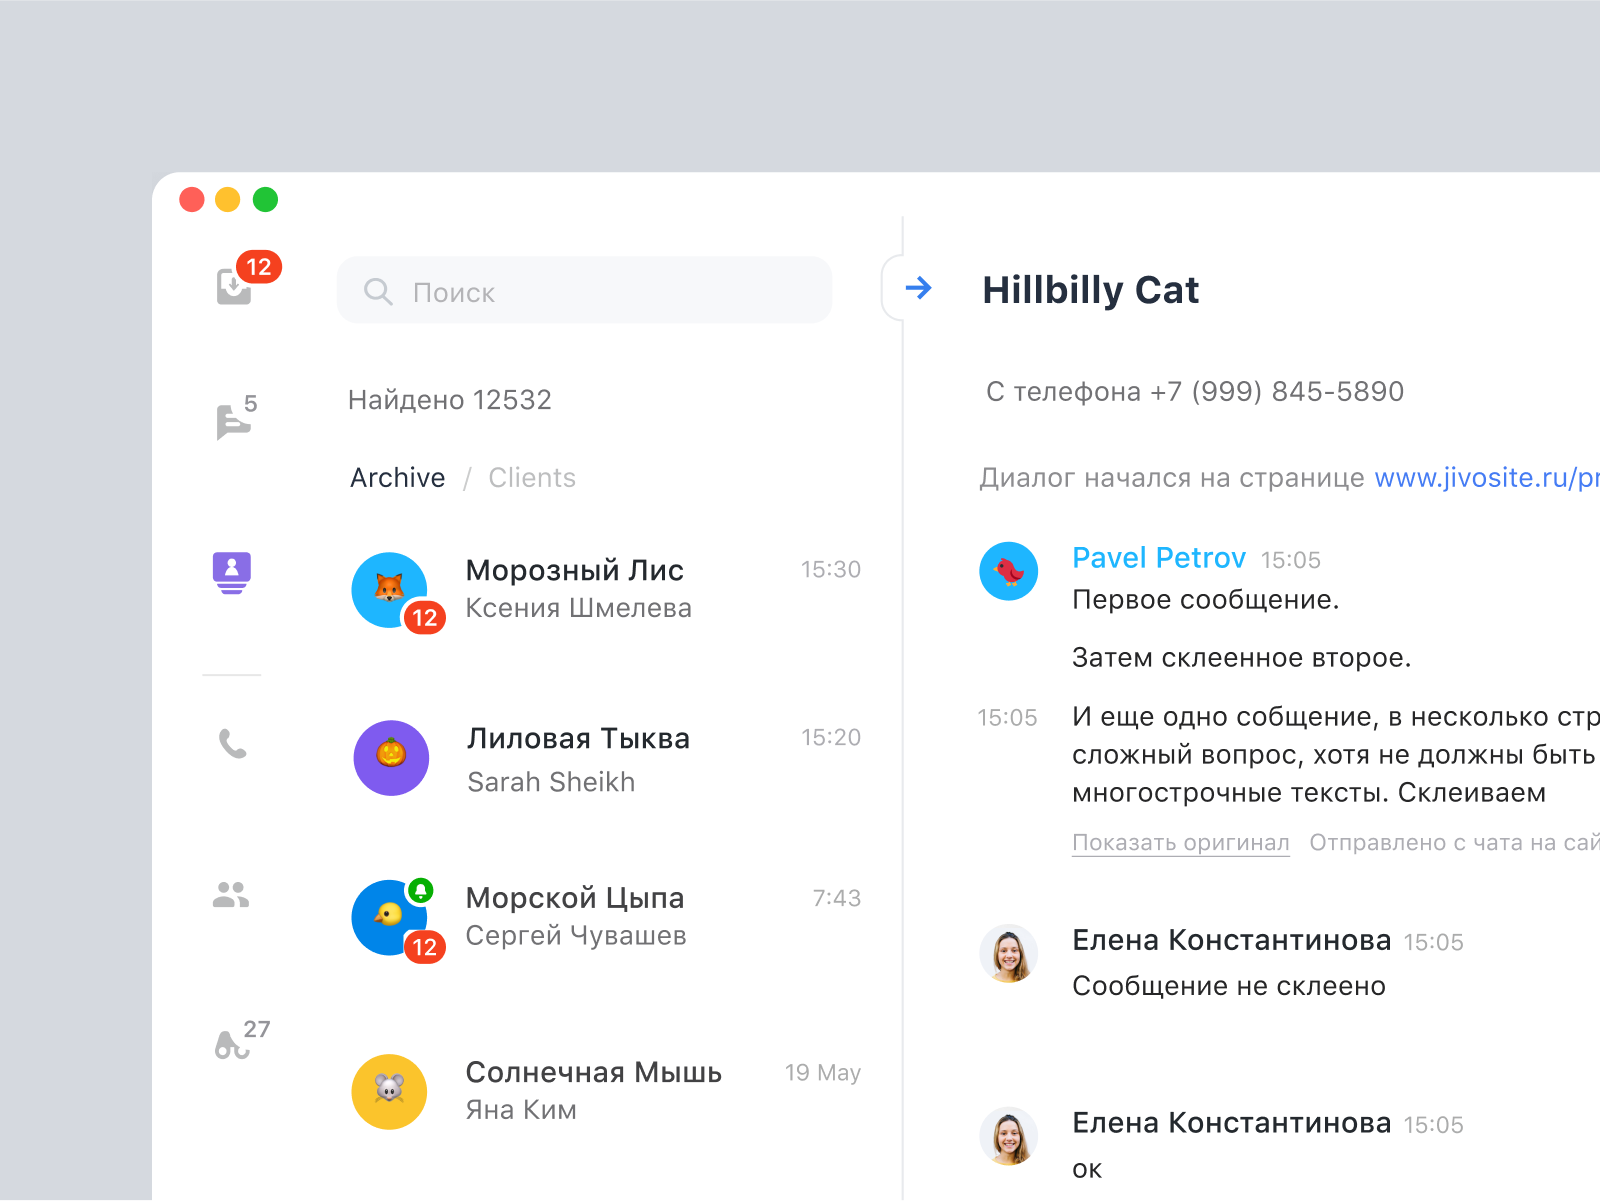 12
Поиск
Hillbilly Cat
Найдено 12532
С телефона +7 (999) 845-5890
5
Archive / Clients
Диалог начался на странице www.jivosite.ru/pr
Морозный Лис 15:30
Ксения Шмелева
12
Лиловая Тыква 15:20
Sarah Sheikh
Морской Цыпа 7:43
Сергей Чувашев
12
27
Солнечная Мышь 19 May
Яна Ким
Pavel Petrov 15:05
Первое сообщение.
Затем склеенное второе.
15:05 И еще одно собщение, в несколько стр
сложный вопрос, хотя не должны быть
многострочные тексты. Склеиваем
Показать оригинал Отправлено с чата на сай
Елена Константинова 15:05
Сообщение не склеено
Елена Константинова 15:05
ок